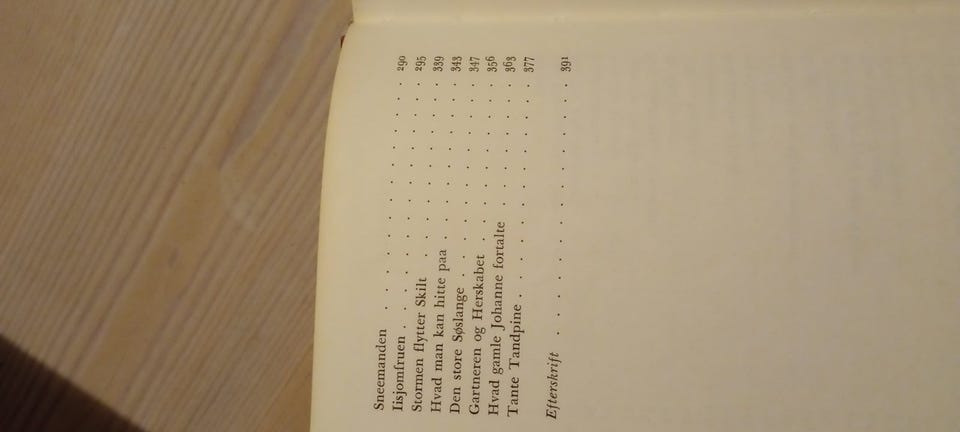 Sneemanden . . . . . . . . . . . . 290
Iisjomfruen . . . . . . . . . . . . 295
Stormen flytter Skilt . . . . . . . . 339
Hvad man kan hitte paa . . . . . . . 343
Den store Søslange . . . . . . . . . 347
Gartneren og Herskabet . . . . . . . 356
Hvad gamle Johanne fortalte . . . . . . 363
Tante Tandpine . . . . . . . . . . 377
Efterskrift . . . . . . . . . . . . 391